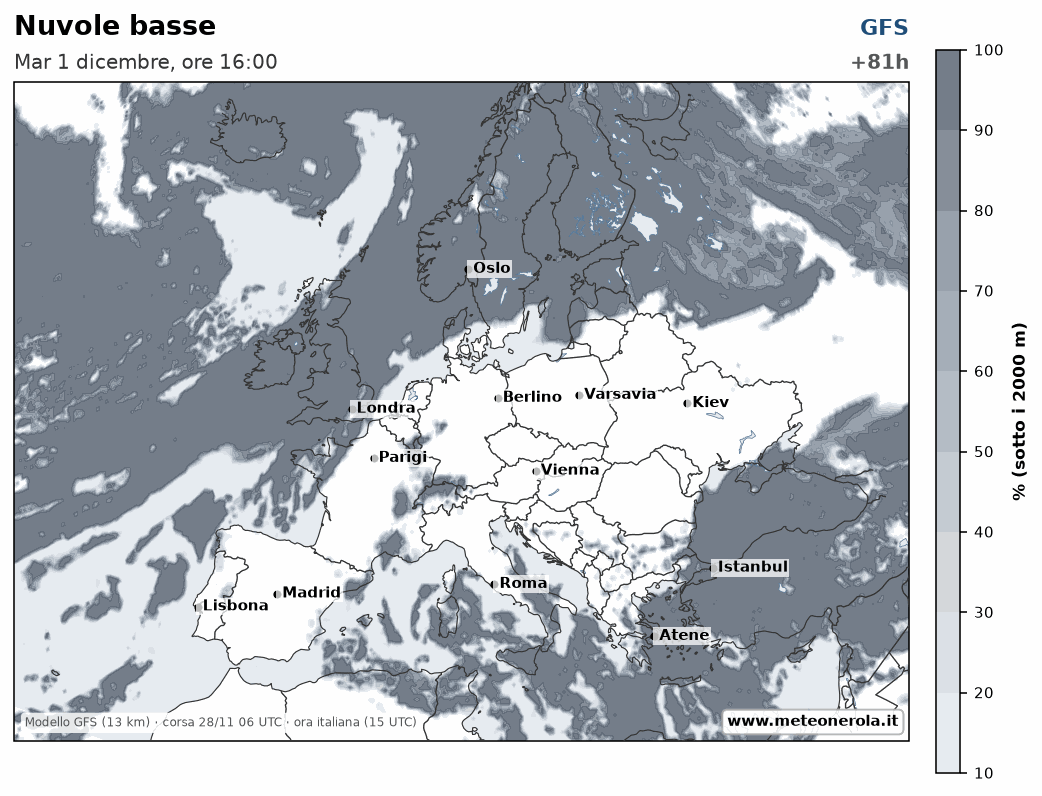 Nuvole basse
GFS
Mar 1 dicembre, ore 16:00
+81h
100
90
80
70
60
50
40
30
20
10
% (sotto i 2000 m)
Oslo
Londra
Berlino
Varsavia
Kiev
Parigi
Vienna
Istanbul
Roma
Madrid
Lisbona
Atene
Modello GFS (13 km) · corsa 28/11 06 UTC · ora italiana (15 UTC)
www.meteonerola.it